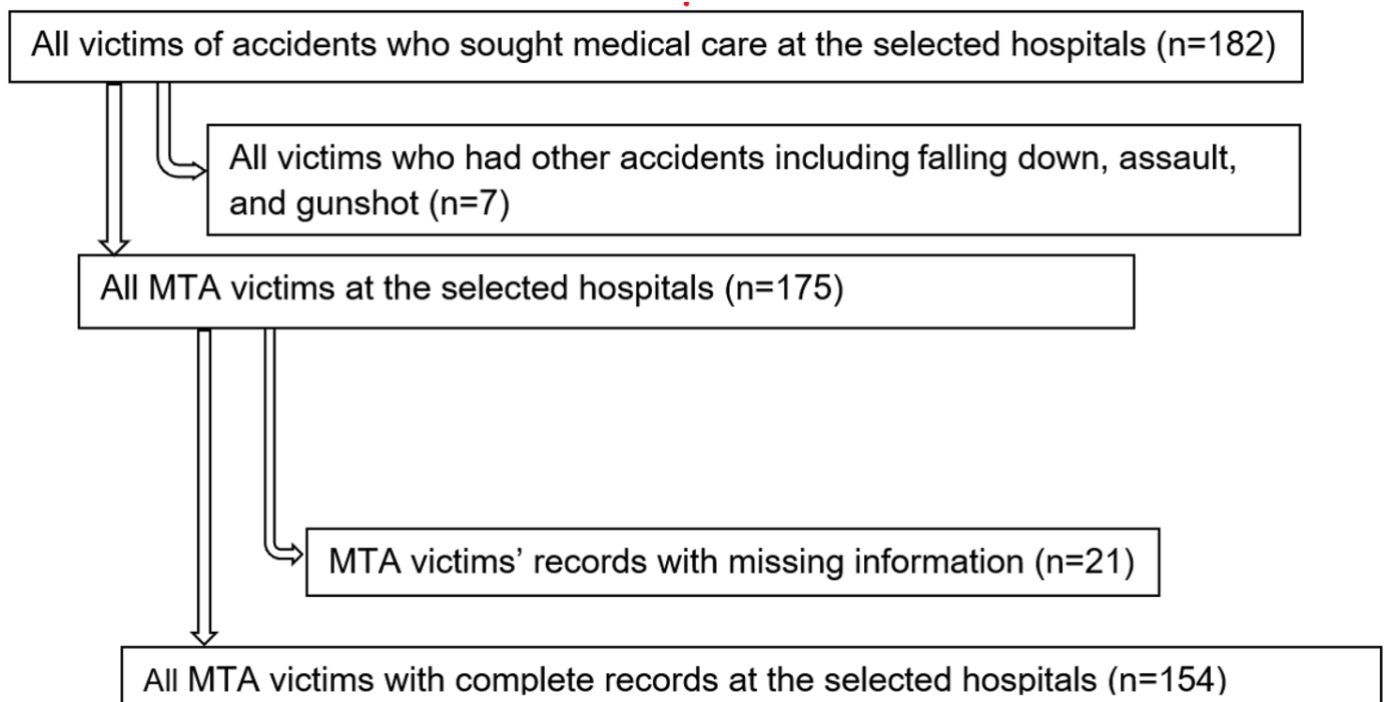 All victims of accidents who sought medical care at the selected hospitals (n=182)
All victims who had other accidents including falling down, assault,
and gunshot (n=7)
All MTA victims at the selected hospitals (n=175)
MTA victims’ records with missing information (n=21)
All MTA victims with complete records at the selected hospitals (n=154)